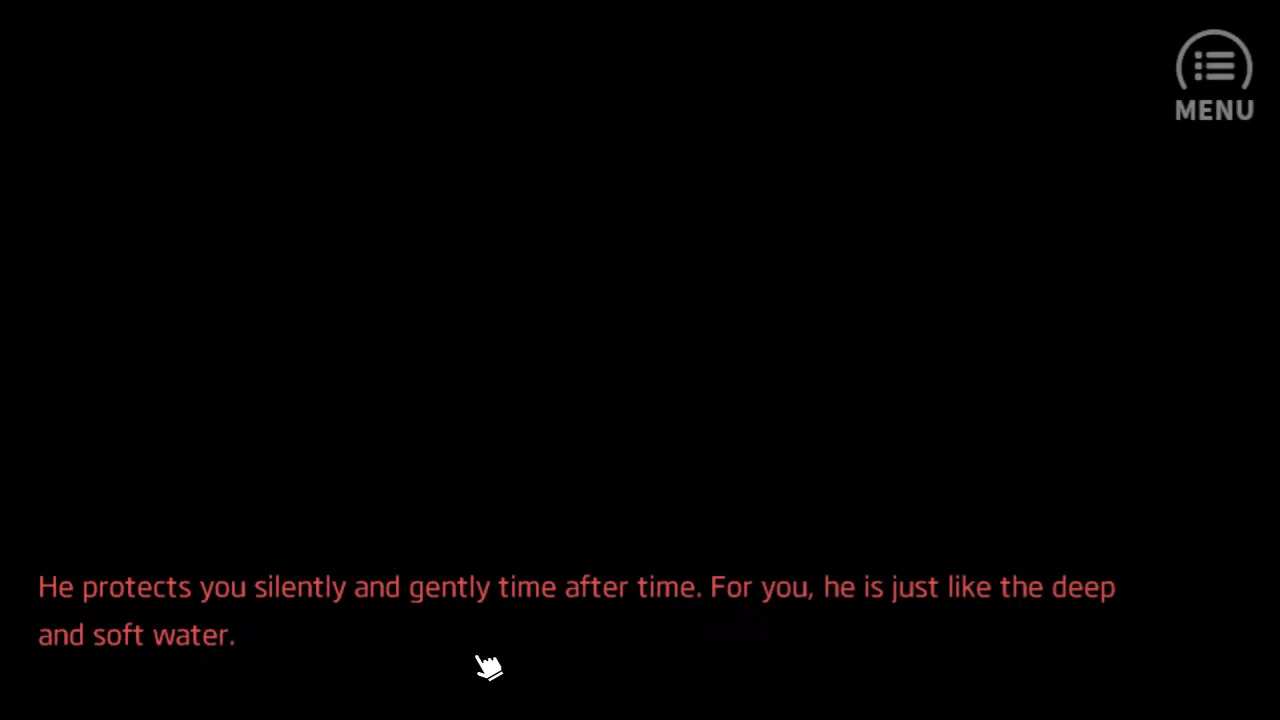 MENU
He protects you silently and gently time after time. For you, he is just like the deep
and soft water.